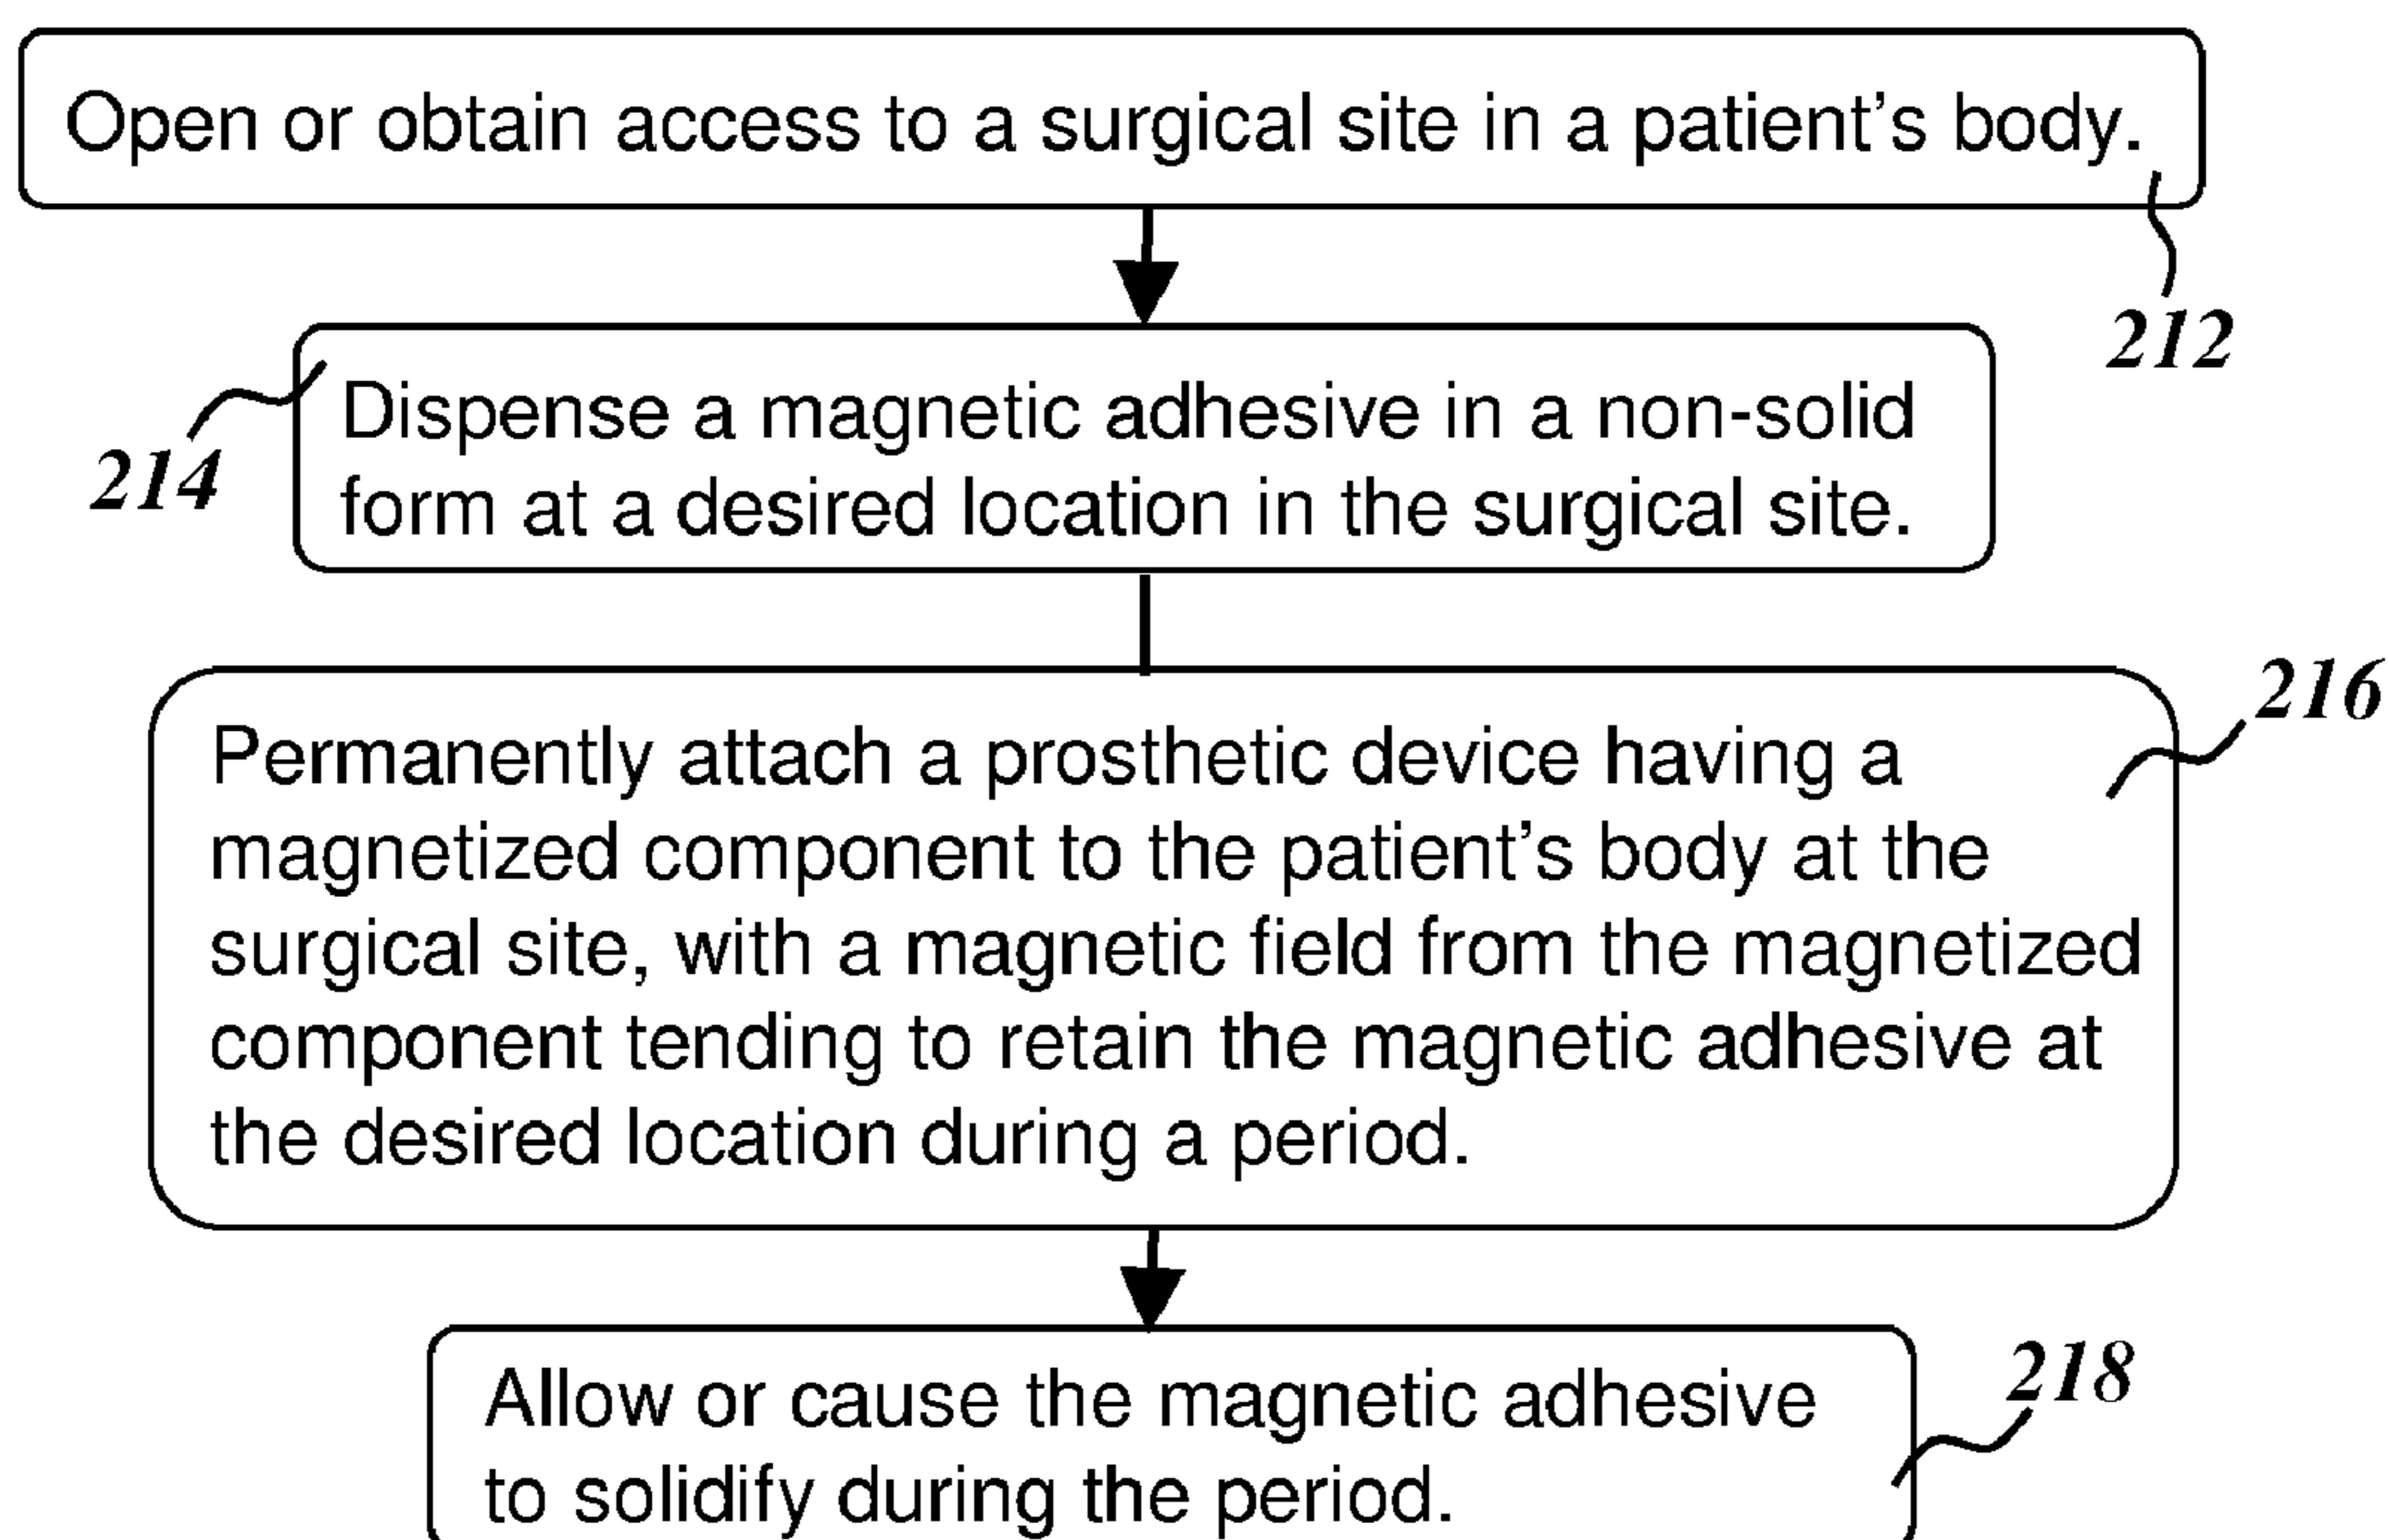 Open or obtain access to a surgical site in a patient's body.
212
214
Dispense a magnetic adhesive in a non-solid
form at a desired location in the surgical site.
216
Permanently attach a prosthetic device having a
magnetized component to the patient's body at the
surgical site, with a magnetic field from the magnetized
component tending to retain the magnetic adhesive at
the desired location during a period.
218
Allow or cause the magnetic adhesive
to solidify during the period.